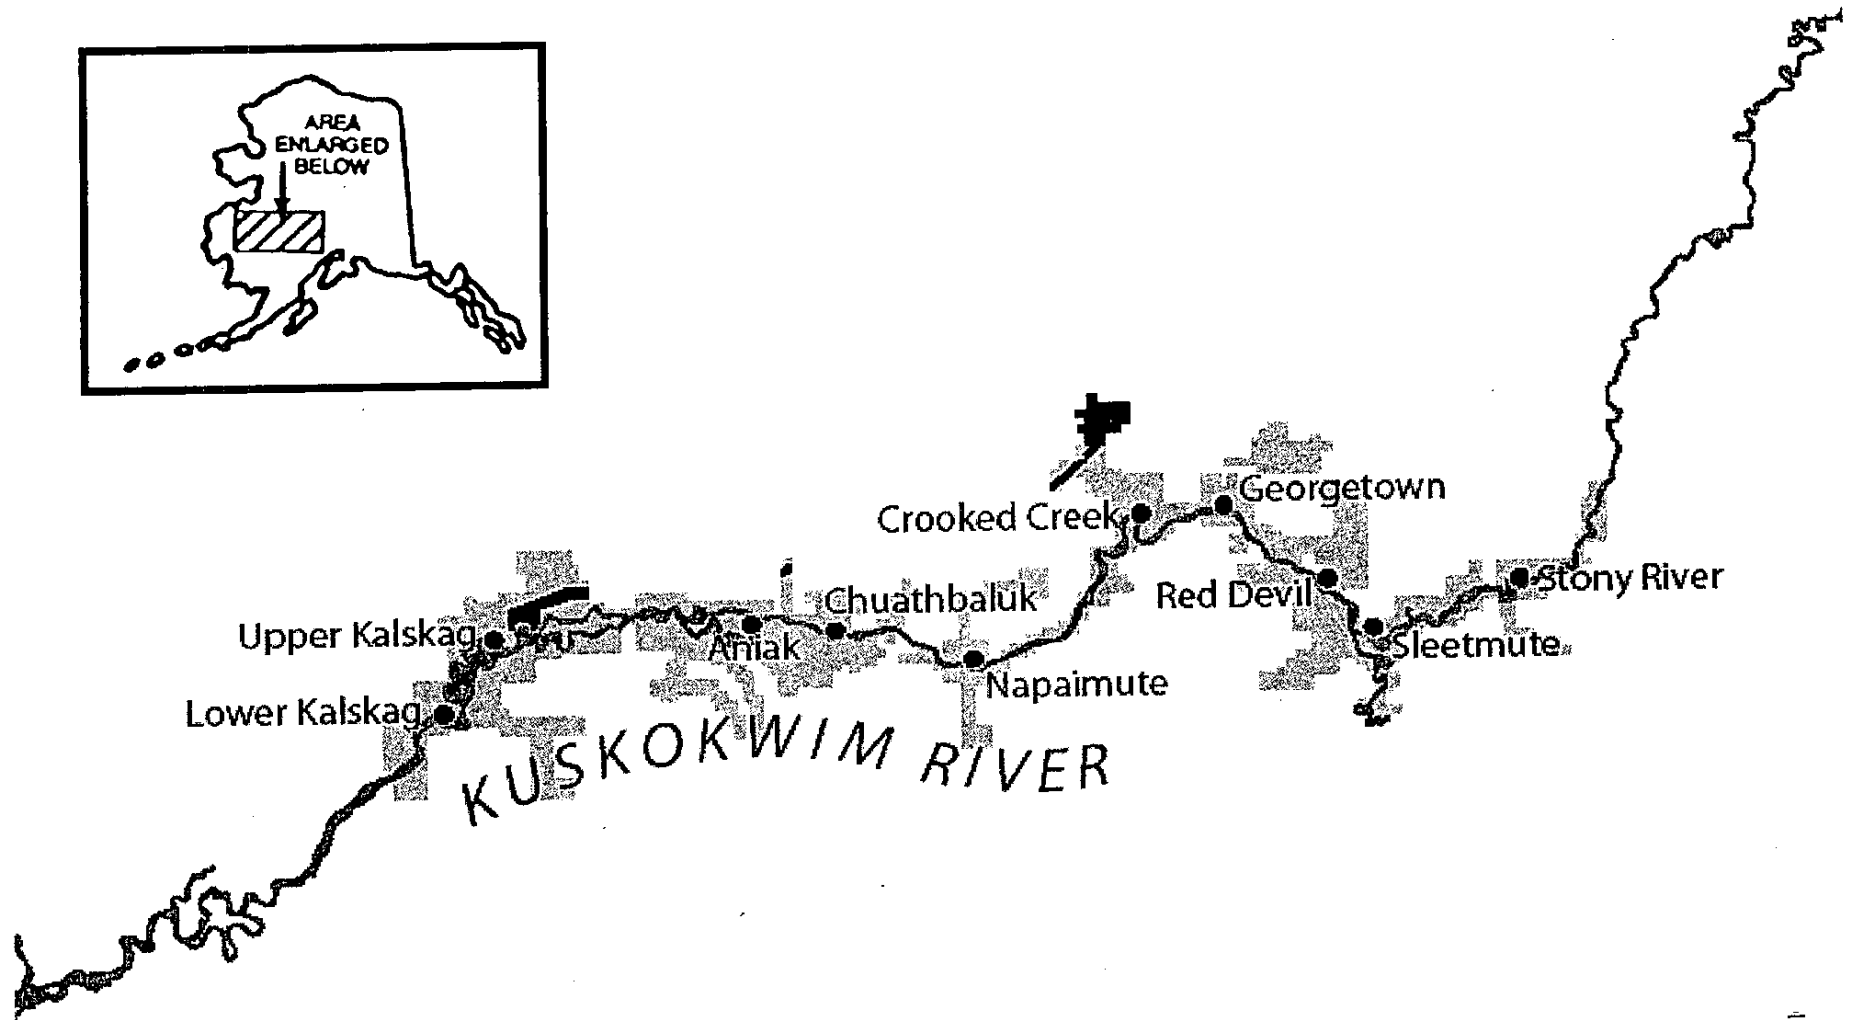 AREA
ENLARGED
BELOW
Georgetown
Crooked Creek
Stony River
Red Devil
Chuathbaluk
Upper Kalskag
Aniak
Sleetmute
Napaimute
Lower Kalskag
KUSKOKWIM RIVER